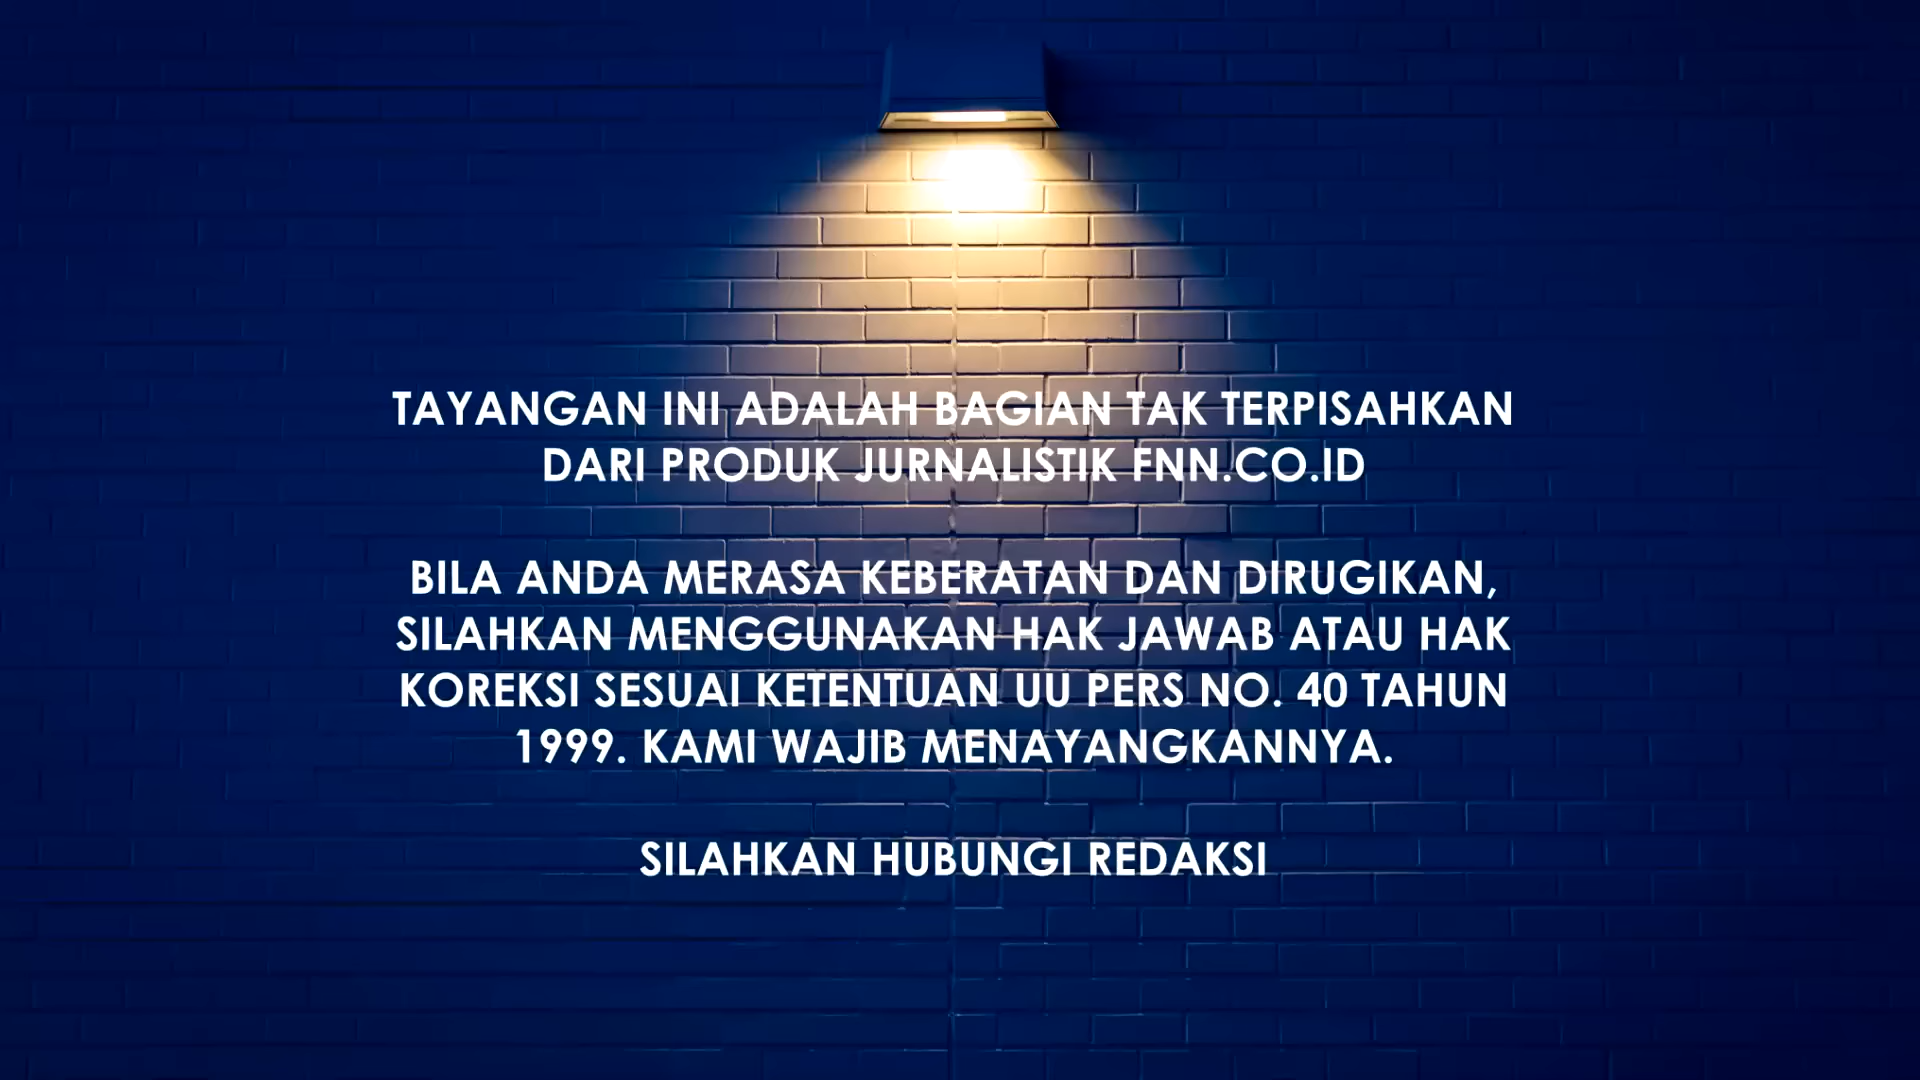 TAYANGAN INI ADALAH BAGIAN TAK TERPISAHKAN
DARI PRODUK JURNALISTIK FNN.CO.ID
BILA ANDA MERASA KEBERATAN DAN DIRUGIKAN,
SILAHKAN MENGGUNAKAN HAK JAWAB ATAU HAK
KOREKSI SESUAI KETENTUAN UU PERS NO. 40 TAHUN
1999. KAMI WAJIB MENAYANGKANNYA.
SILAHKAN HUBUNGI REDAKSI